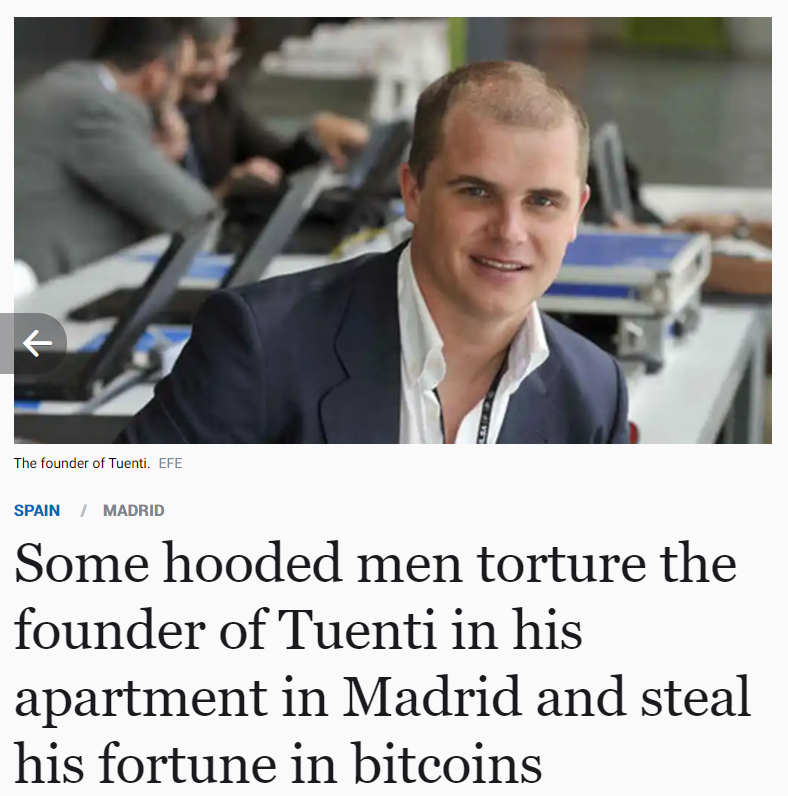 The founder of Tuenti. EFE
SPAIN / MADRID
Some hooded men torture the
founder of Tuenti in his
apartment in Madrid and steal
his fortune in bitcoins